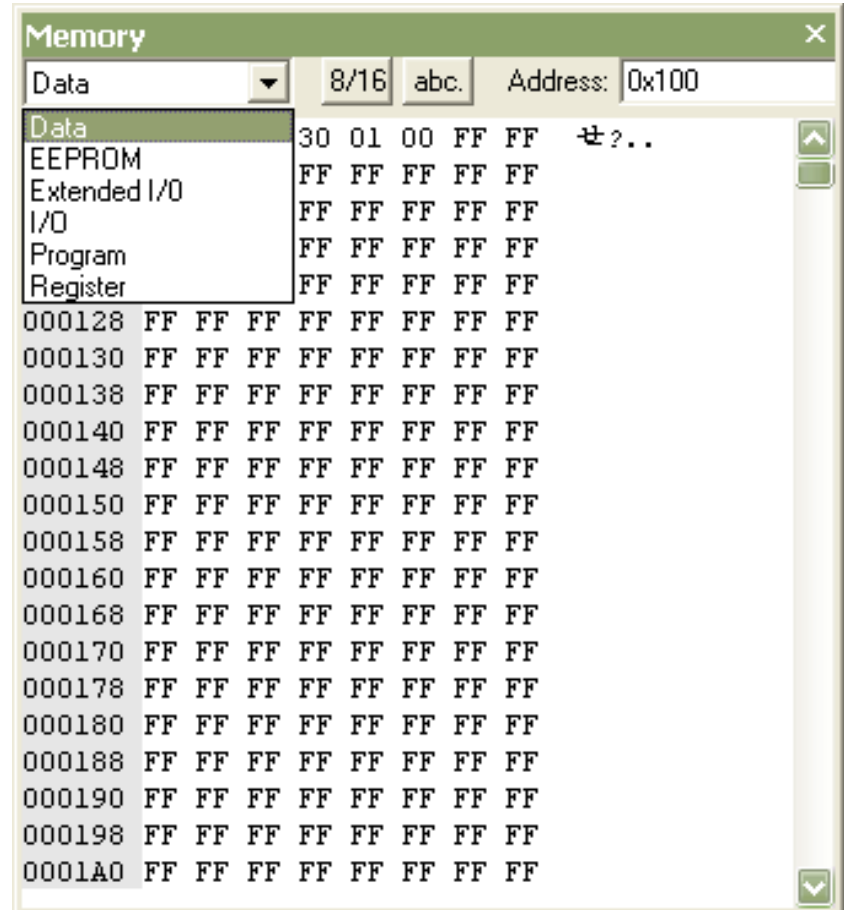 Memory
Data 8/16 abc. Address: 0x100
Data
EEPROM
Extended I/O
I/O
Program
Register
30 01 00 FF FF せ?..
FF FF FF FF FF
FF FF FF FF FF
FF FF FF FF FF
FF FF FF FF FF
000128 FF FF FF FF FF FF FF FF
000130 FF FF FF FF FF FF FF FF
000138 FF FF FF FF FF FF FF FF
000140 FF FF FF FF FF FF FF FF
000148 FF FF FF FF FF FF FF FF
000150 FF FF FF FF FF FF FF FF
000158 FF FF FF FF FF FF FF FF
000160 FF FF FF FF FF FF FF FF
000168 FF FF FF FF FF FF FF FF
000170 FF FF FF FF FF FF FF FF
000178 FF FF FF FF FF FF FF FF
000180 FF FF FF FF FF FF FF FF
000188 FF FF FF FF FF FF FF FF
000190 FF FF FF FF FF FF FF FF
000198 FF FF FF FF FF FF FF FF
0001A0 FF FF FF FF FF FF FF FF